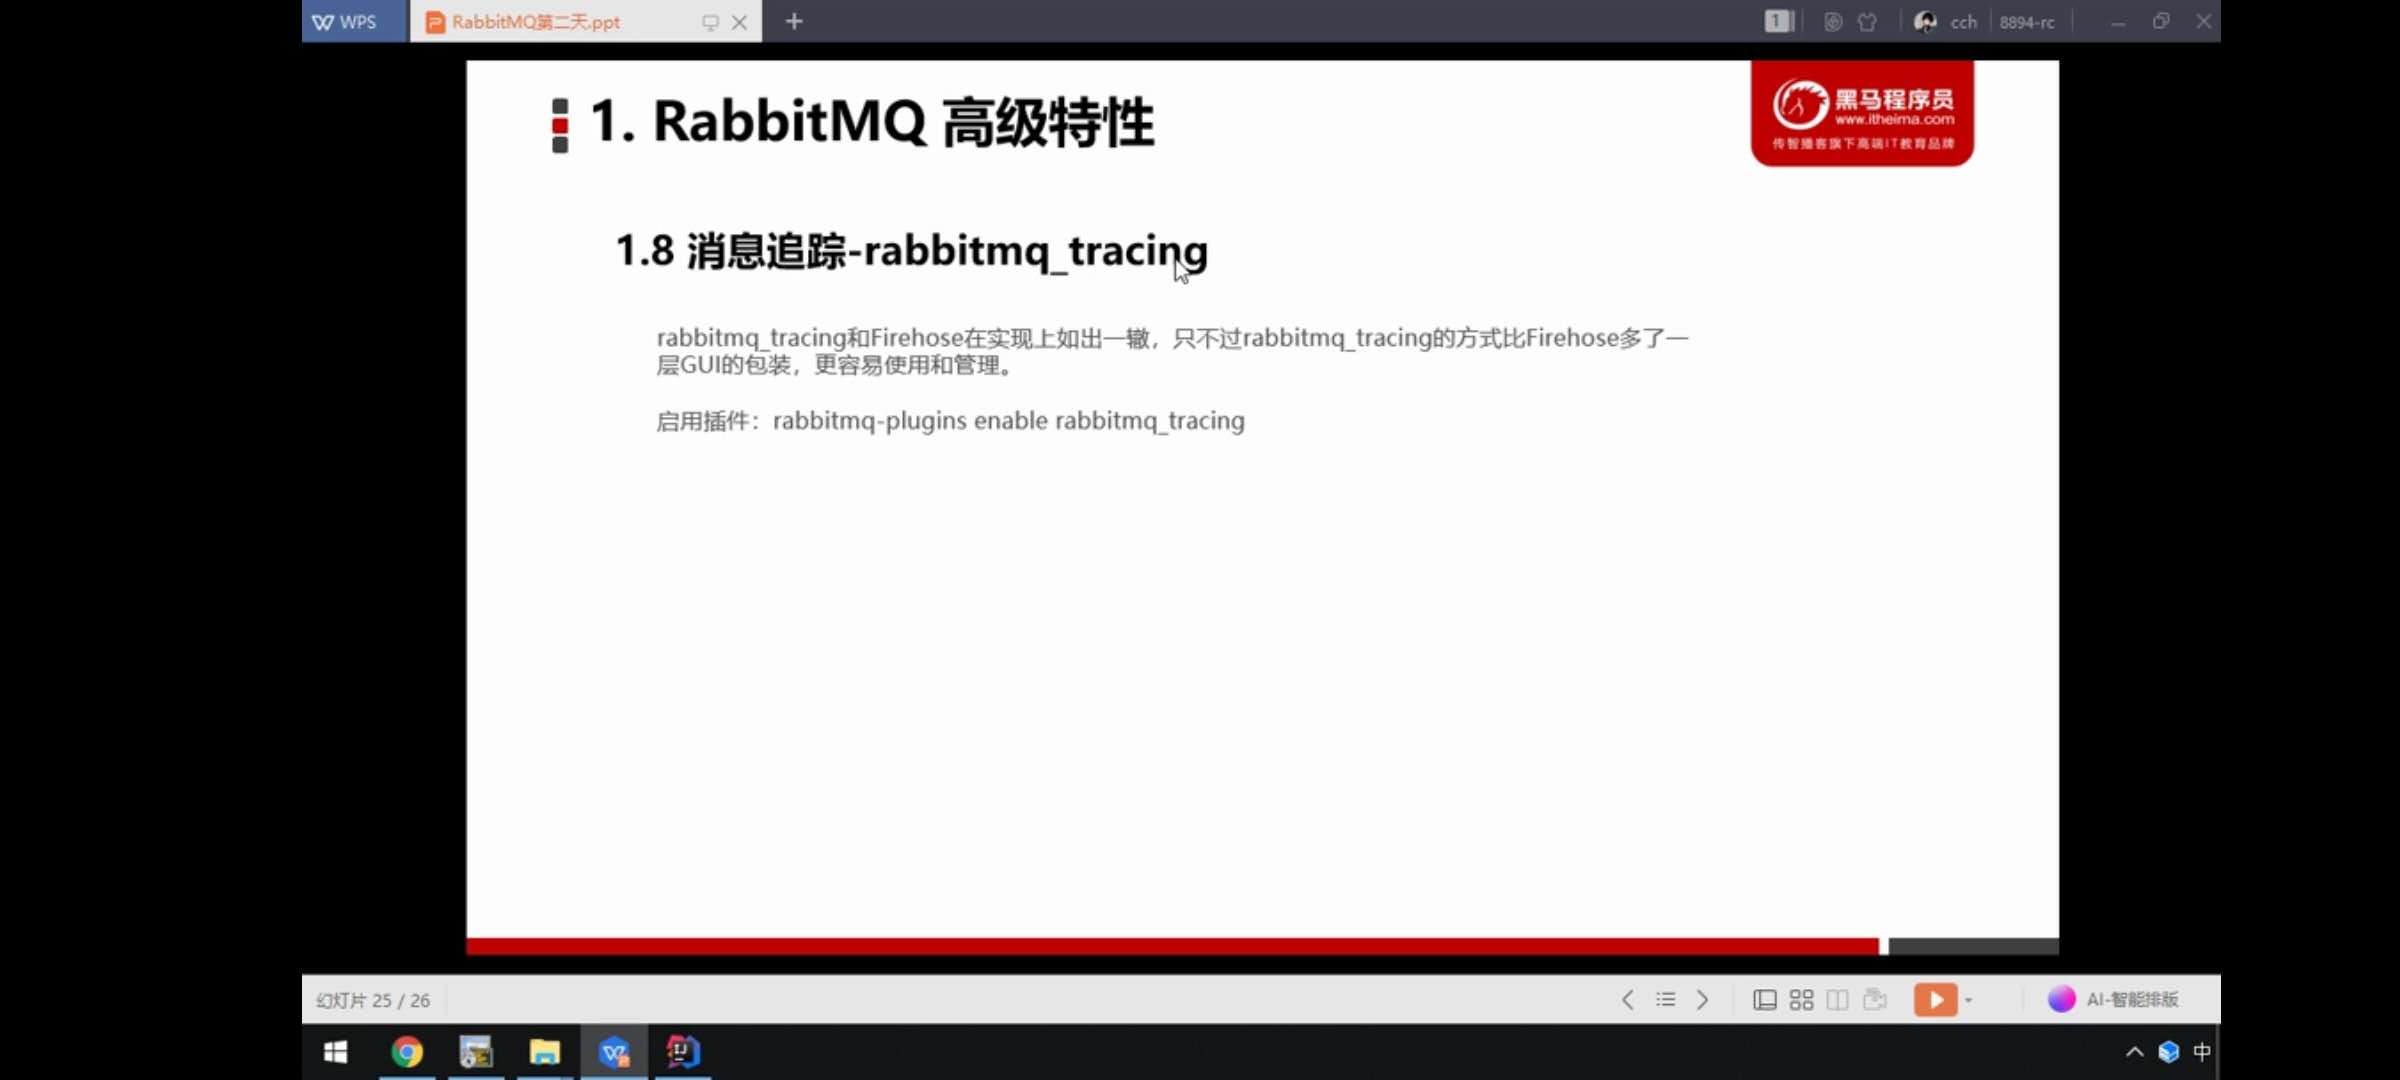 WPS
RabbitMQ第二天.ppt
1
cch
8894-rc
1. RabbitMQ 高级特性
黑马程序员
www.itheima.com
传智播客旗下高端IT教育品牌
1.8 消息追踪-rabbitmq_tracing
rabbitmq_tracing和Firehose在实现上如出一辙，只不过rabbitmq_tracing的方式比Firehose多了一
层GUI的包装，更容易使用和管理。
启用插件：rabbitmq-plugins enable rabbitmq_tracing
幻灯片 25 / 26
AI-智能排版
中